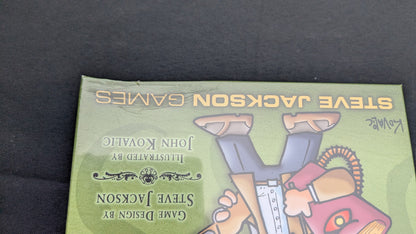 GAME DESIGN BY
STEVE JACKSON
ILLUSTRATED BY
JOHN KOVALIC
KOVALIC
STEVE JACKSON GAMES